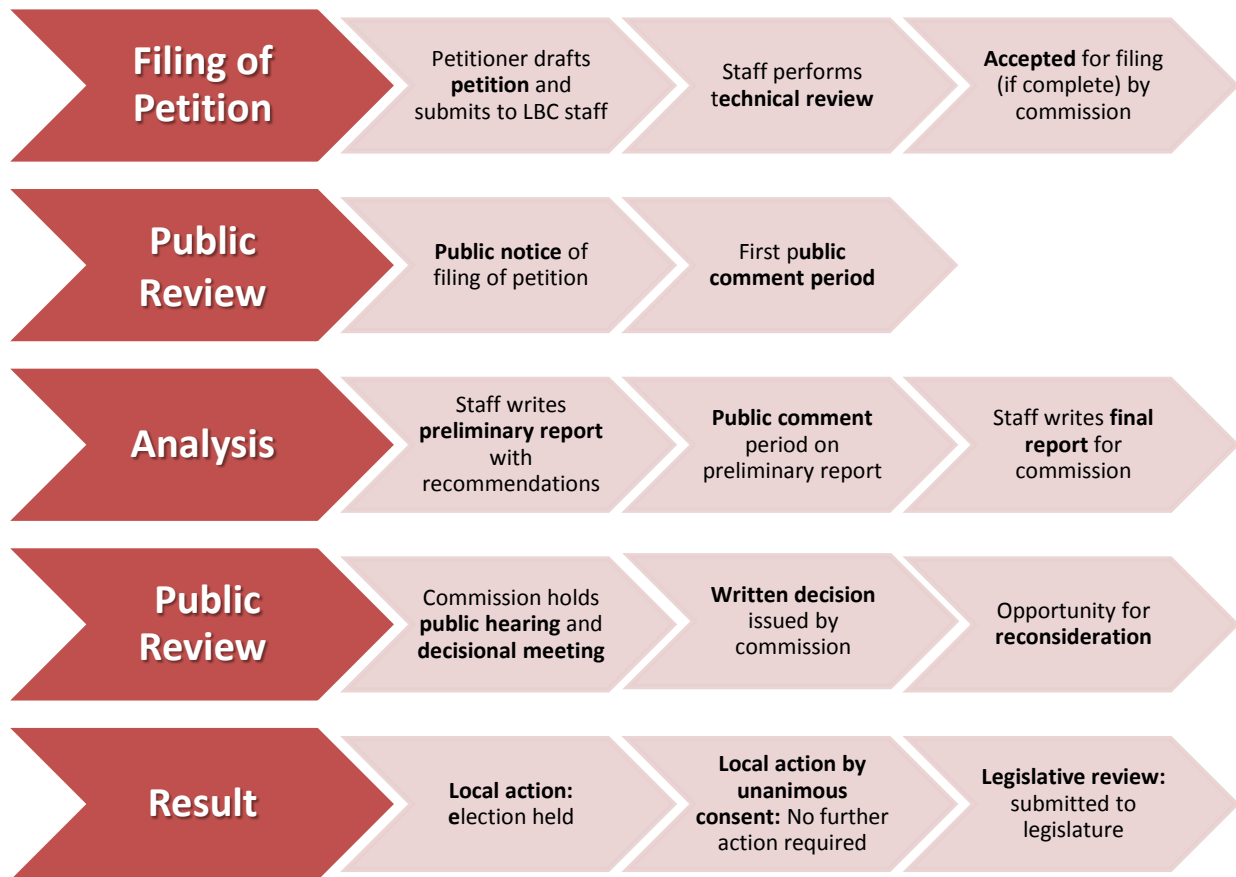 Filing of
Petition
Petitioner drafts
petition and
submits to LBC staff
Staff performs
technical review
Accepted for filing
(if complete) by
commission
Public
Review
Public notice of
filing of petition
First public
comment period
Analysis
Staff writes
preliminary report
with
recommendations
Public comment
period on
preliminary report
Staff writes final
report for
commission
Public
Review
Commission holds
public hearing and
decisional meeting
Written decision
issued by
commission
Opportunity for
reconsideration
Result
Local action:
election held
Local action by
unanimous
consent: No further
action required
Legislative review:
submitted to
legislature